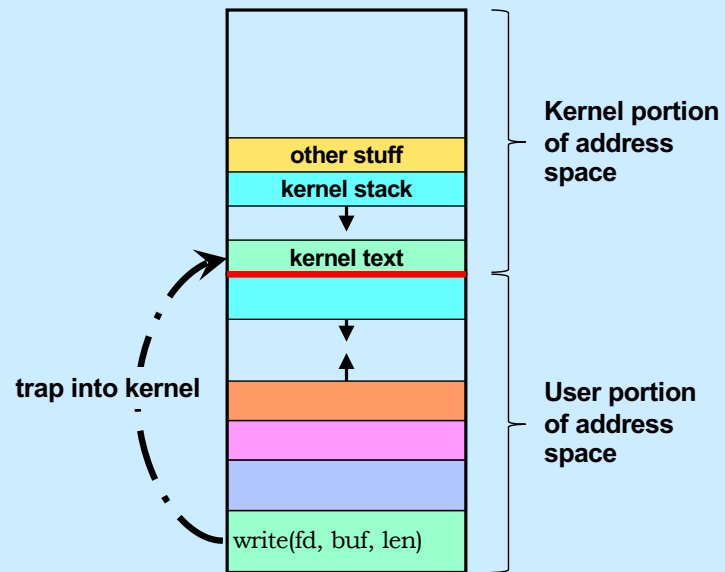 other stuff
kernel stack
kernel text
Kernel portion
of address
space
trap into kernel
User portion
of address
space
write(fd, buf, len)